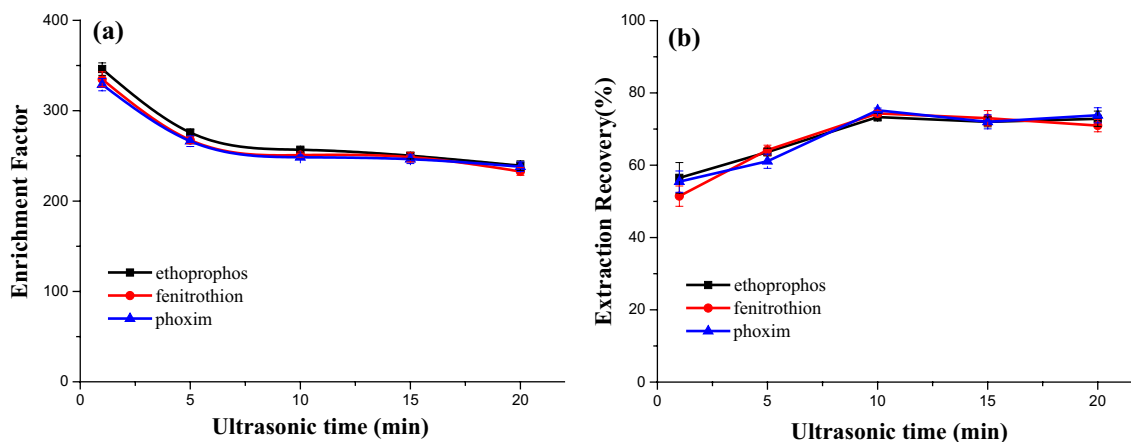 (a)
Enrichment Factor
400
300
200
100
0
ethoprophos
fenitrothion
phoxim
0 5 10 15 20
Ultrasonic time (min)
(b)
Extraction Recovery(%)
100
80
60
40
20
0
ethoprophos
fenitrothion
phoxim
0 5 10 15 20
Ultrasonic time (min)